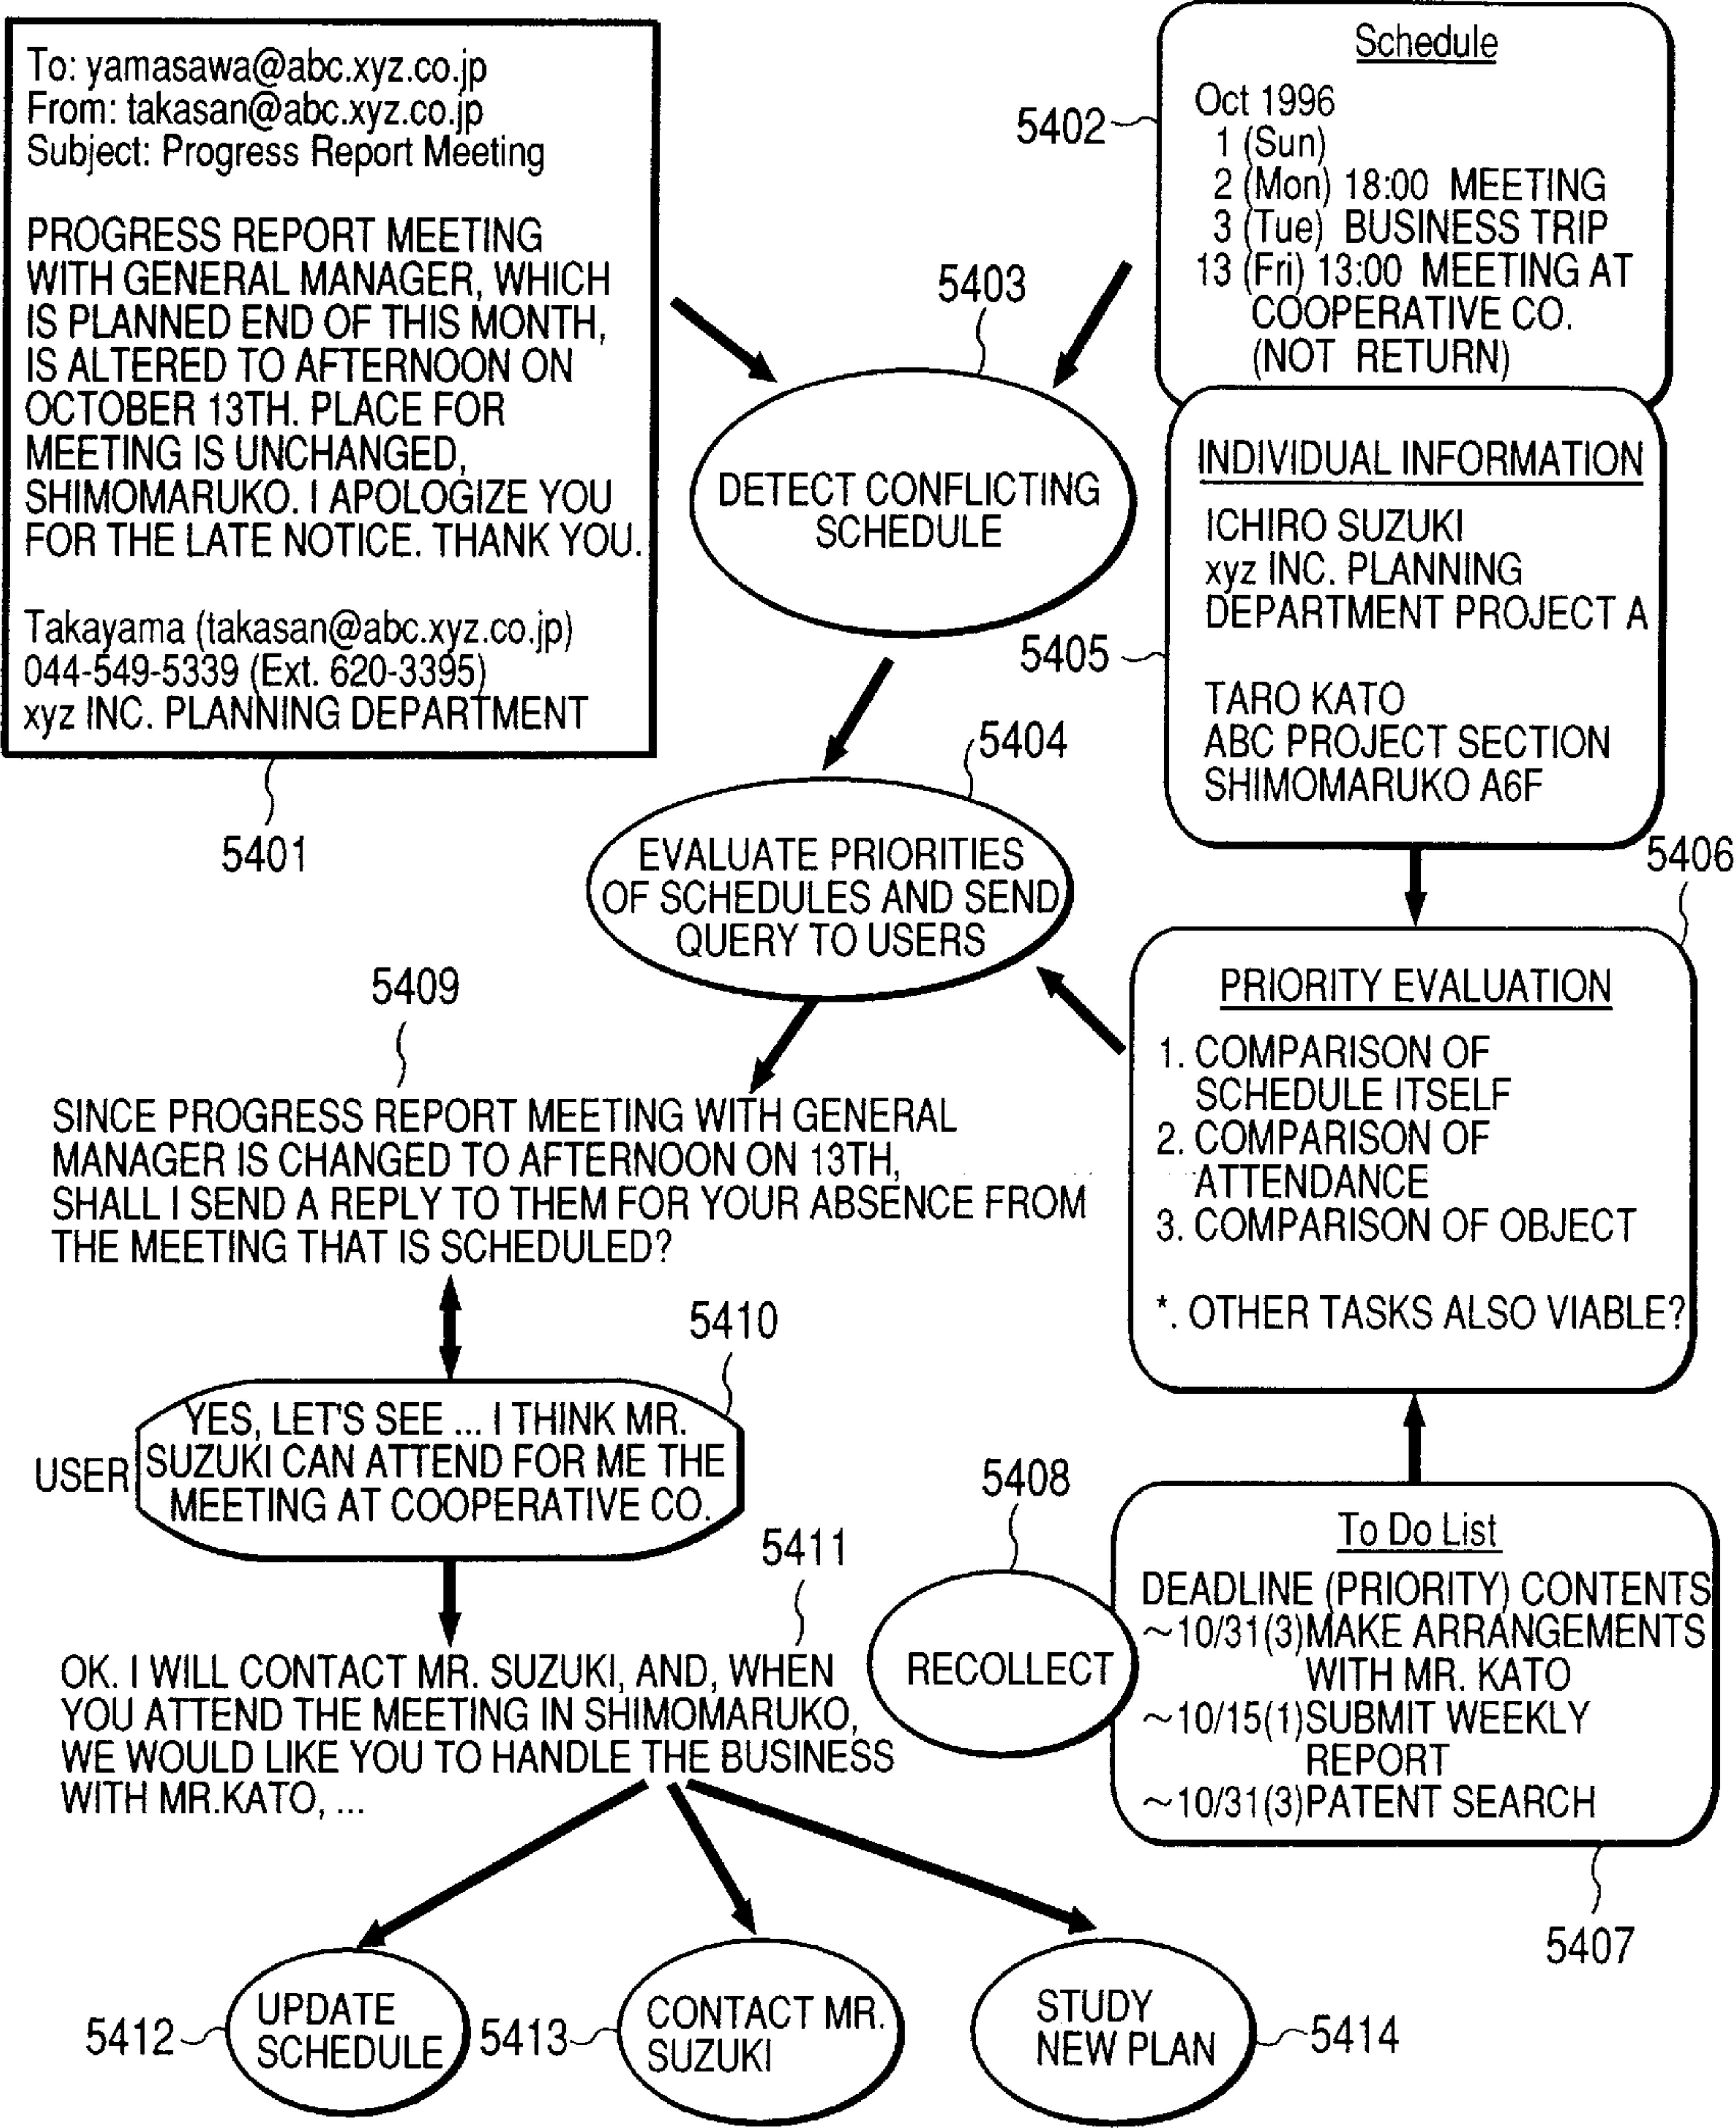 To: yamasawa@abc.xyz.co.jp
From: takasan@abc.xyz.co.jp
Subject: Progress Report Meeting
PROGRESS REPORT MEETING
WITH GENERAL MANAGER, WHICH
IS PLANNED END OF THIS MONTH,
IS ALTERED TO AFTERNOON ON
OCTOBER 13TH. PLACE FOR
MEETING IS UNCHANGED,
SHIMOMARUKO. I APOLOGIZE YOU
FOR THE LATE NOTICE. THANK YOU.
Takayama (takasan@abc.xyz.co.jp)
044-549-5339 (Ext. 620-3395)
xyz INC. PLANNING DEPARTMENT
5401
Schedule
Oct 1996
1 (Sun)
2 (Mon) 18:00 MEETING
3 (Tue) BUSINESS TRIP
13 (Fri) 13:00 MEETING AT
COOPERATIVE CO.
(NOT RETURN)
5402
5403
DETECT CONFLICTING
SCHEDULE
INDIVIDUAL INFORMATION
ICHIRO SUZUKI
xyz INC. PLANNING
DEPARTMENT PROJECT A
TARO KATO
ABC PROJECT SECTION
SHIMOMARUKO A6F
5405
5404
EVALUATE PRIORITIES
OF SCHEDULES AND SEND
QUERY TO USERS
5406
PRIORITY EVALUATION
1. COMPARISON OF
SCHEDULE ITSELF
2. COMPARISON OF
ATTENDANCE
3. COMPARISON OF OBJECT
*. OTHER TASKS ALSO VIABLE?
5409
SINCE PROGRESS REPORT MEETING WITH GENERAL
MANAGER IS CHANGED TO AFTERNOON ON 13TH,
SHALL I SEND A REPLY TO THEM FOR YOUR ABSENCE FROM
THE MEETING THAT IS SCHEDULED?
5410
USER
YES, LET'S SEE ... I THINK MR.
SUZUKI CAN ATTEND FOR ME THE
MEETING AT COOPERATIVE CO.
5408
RECOLLECT
To Do List
DEADLINE (PRIORITY) CONTENTS
~10/31(3)MAKE ARRANGEMENTS
WITH MR. KATO
~10/15(1)SUBMIT WEEKLY
REPORT
~10/31(3)PATENT SEARCH
5407
5411
OK. I WILL CONTACT MR. SUZUKI, AND, WHEN
YOU ATTEND THE MEETING IN SHIMOMARUKO,
WE WOULD LIKE YOU TO HANDLE THE BUSINESS
WITH MR.KATO, ...
5412
UPDATE
SCHEDULE
5413
CONTACT MR.
SUZUKI
STUDY
NEW PLAN
5414